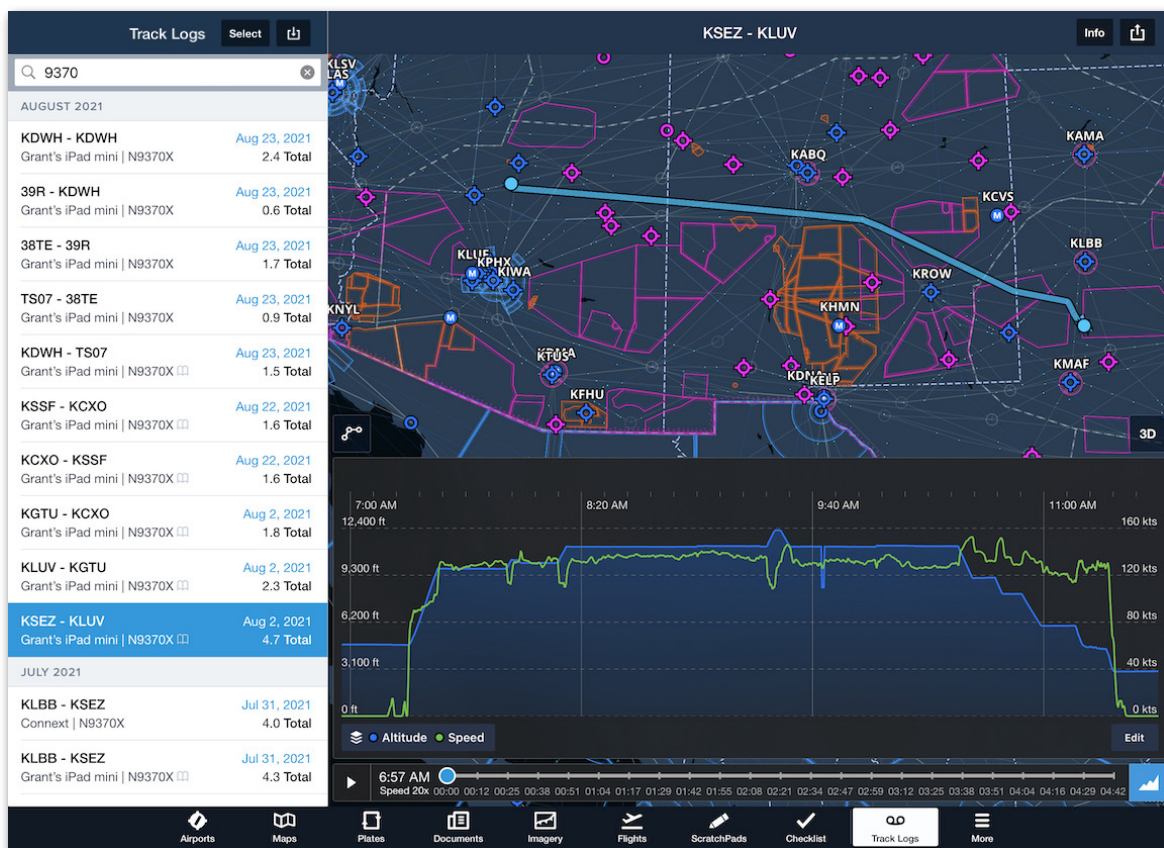 Track Logs
Select
KSEZ - KLUV
Info
9370
AUGUST 2021
KDWH - KDWH Aug 23, 2021
Grant's iPad mini | N9370X 2.4 Total
39R - KDWH Aug 23, 2021
Grant's iPad mini | N9370X 0.6 Total
38TE - 39R Aug 23, 2021
Grant's iPad mini | N9370X 1.7 Total
TS07 - 38TE Aug 23, 2021
Grant's iPad mini | N9370X 0.9 Total
KDWH - TS07 Aug 23, 2021
Grant's iPad mini | N9370X 1.5 Total
KSSF - KCXO Aug 22, 2021
Grant's iPad mini | N9370X 1.6 Total
KCXO - KSSF Aug 22, 2021
Grant's iPad mini | N9370X 1.6 Total
KGTU - KCXO Aug 2, 2021
Grant's iPad mini | N9370X 1.8 Total
KLUV - KGTU Aug 2, 2021
Grant's iPad mini | N9370X 2.3 Total
KSEZ - KLUV Aug 2, 2021
Grant's iPad mini | N9370X 4.7 Total
JULY 2021
KLBB - KSEZ Jul 31, 2021
Connext | N9370X 4.0 Total
KLBB - KSEZ Jul 31, 2021
Grant's iPad mini | N9370X 4.3 Total
KLSV
LAS
M
KAMA
KABQ
KCVS
M
KLBB
KLUF
KPHX
M
KIWA
KROW
KNYL
M
KHMN
M
KTUS
KMAF
KELP
KFHU
3D
7:00 AM 8:20 AM 9:40 AM 11:00 AM
12,400 ft 160 kts
9,300 ft 120 kts
6,200 ft 80 kts
3,100 ft 40 kts
0 ft 0 kts
Altitude Speed
Edit
6:57 AM
Speed 20x 00:00 00:12 00:25 00:38 00:51 01:04 01:17 01:29 01:42 01:55 02:08 02:21 02:34 02:47 02:59 03:12 03:25 03:38 03:51 04:04 04:16 04:29 04:42
Airports Maps Plates Documents Imagery Flights ScratchPads Checklist Track Logs More